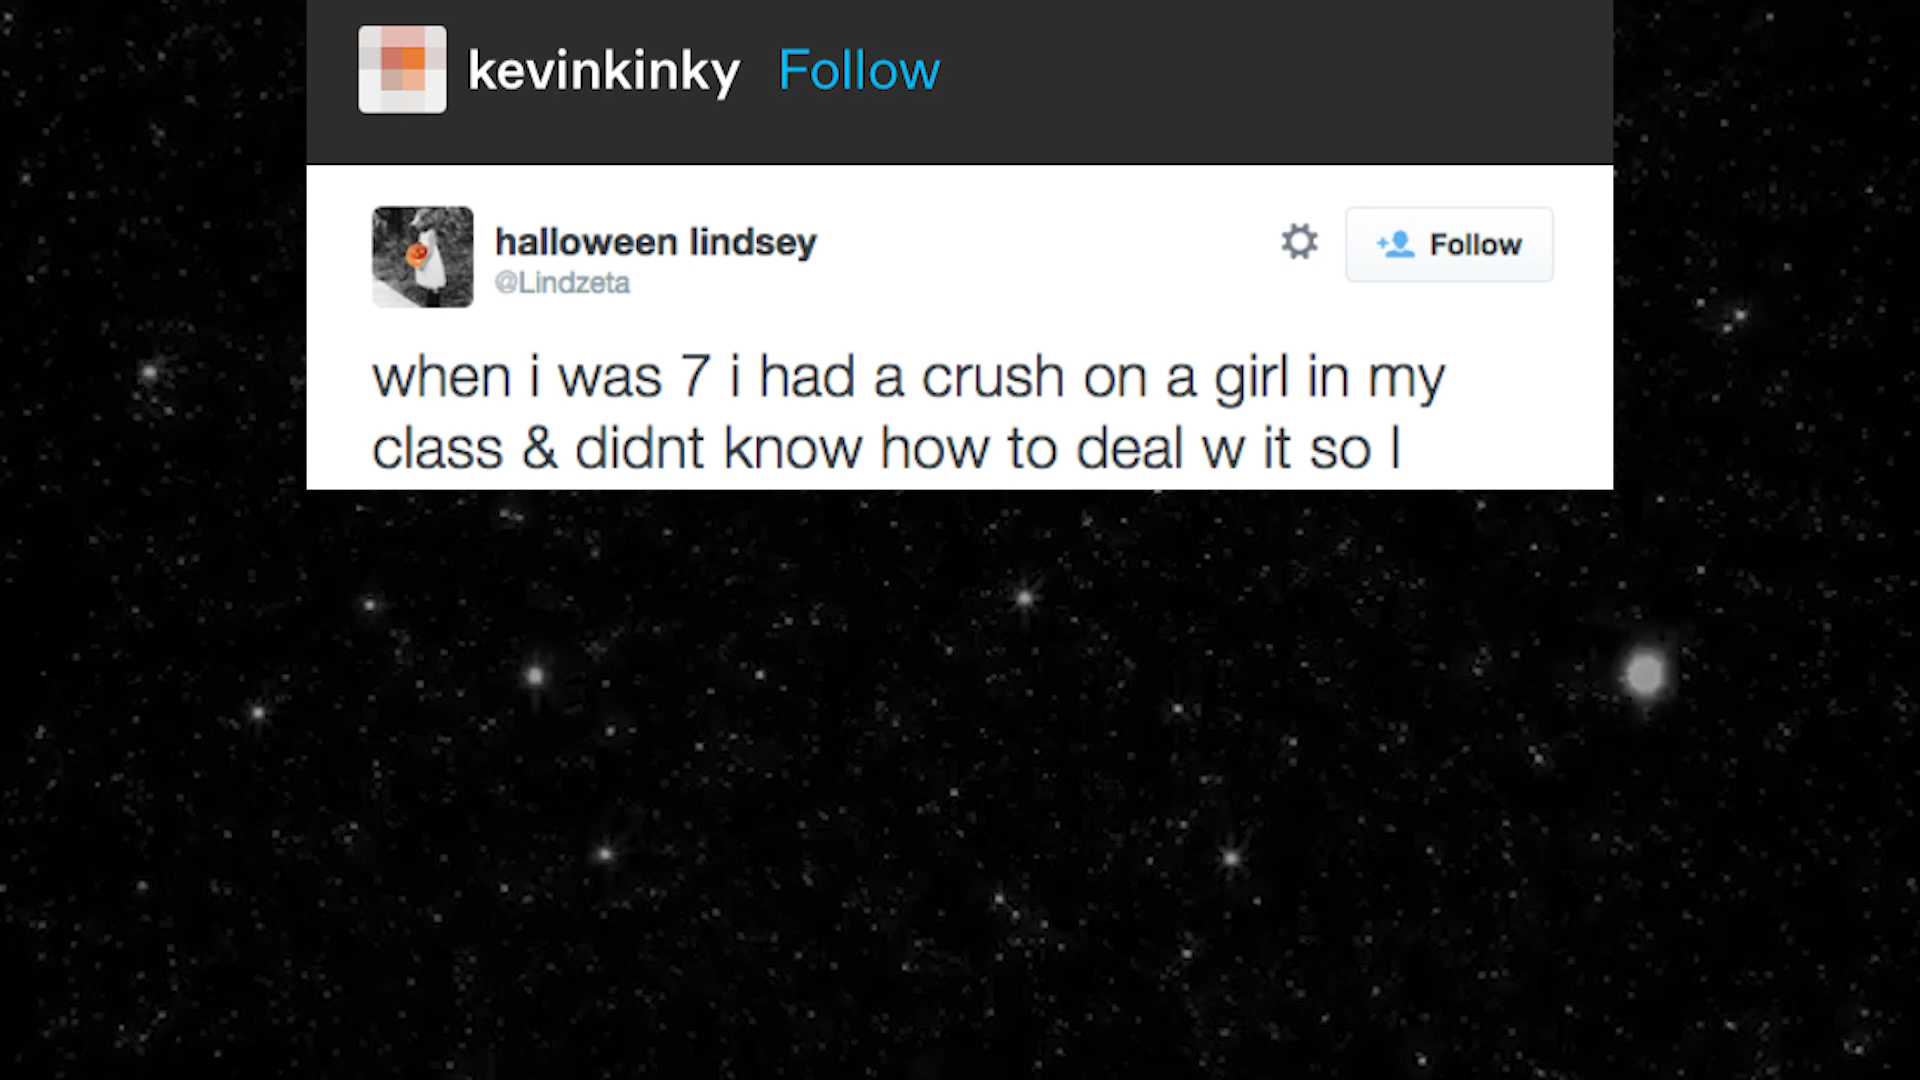 kevinkinky Follow
halloween lindsey
@Lindzeta
Follow
when i was 7 i had a crush on a girl in my
class & didnt know how to deal w it so I